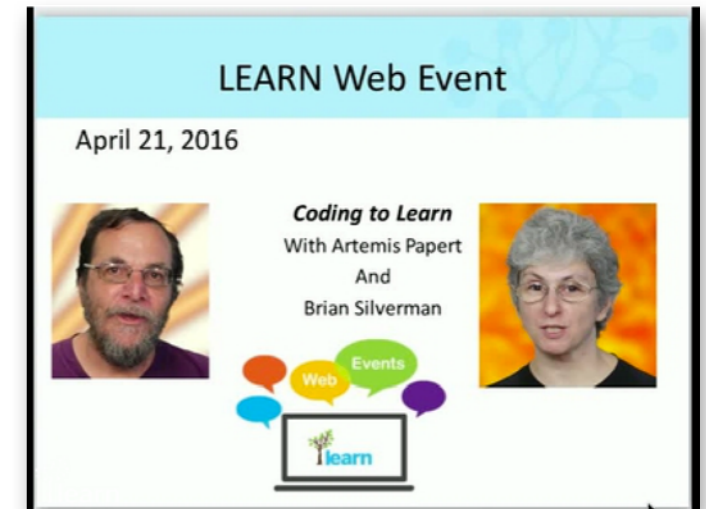 LEARN Web Event
April 21, 2016
Coding to Learn
With Artemis Papert
And
Brian Silverman
Events
Web
learn